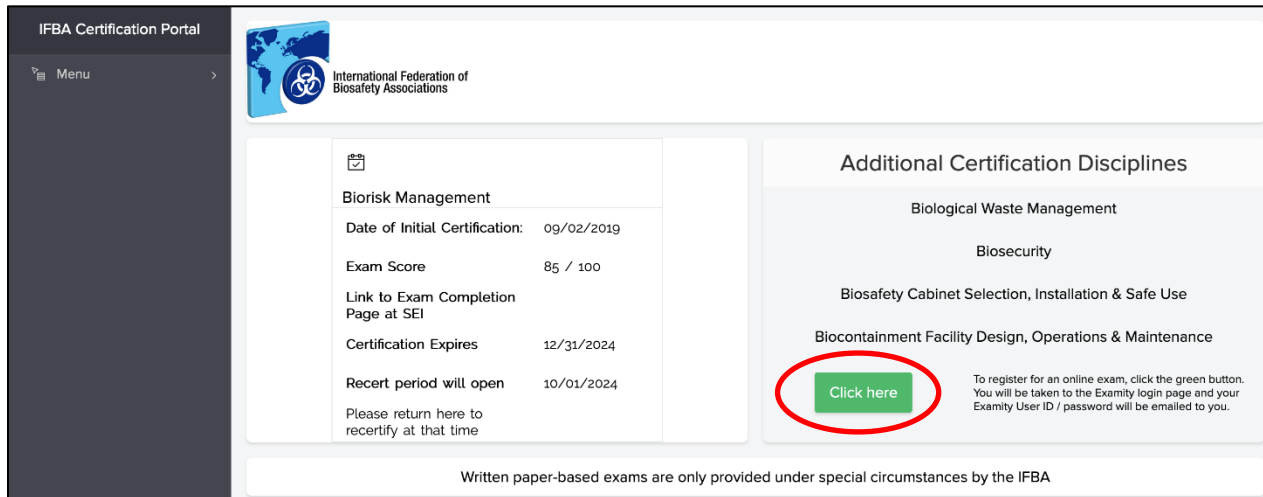 IFBA Certification Portal
Menu
International Federation of
Biosafety Associations
Biorisk Management
Date of Initial Certification: 09/02/2019
Exam Score 85 / 100
Link to Exam Completion
Page at SEI
Certification Expires 12/31/2024
Recert period will open 10/01/2024
Please return here to
recertify at that time
Additional Certification Disciplines
Biological Waste Management
Biosecurity
Biosafety Cabinet Selection, Installation & Safe Use
Biocontainment Facility Design, Operations & Maintenance
Click here
To register for an online exam, click the green button.
You will be taken to the Examity login page and your
Examity User ID / password will be emailed to you.
Written paper-based exams are only provided under special circumstances by the IFBA